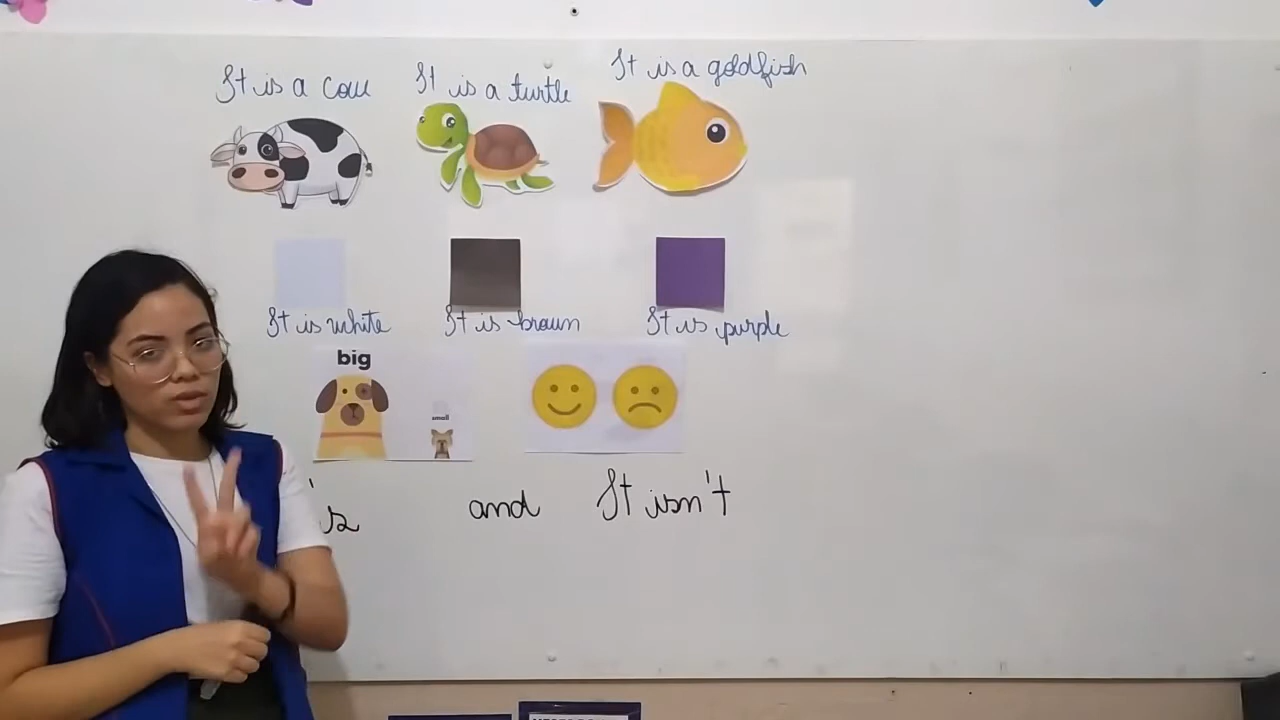 It is a cow
It is a turtle
It is a goldfish
It is white
It is brown
It is purple
big
small
's and It isn't